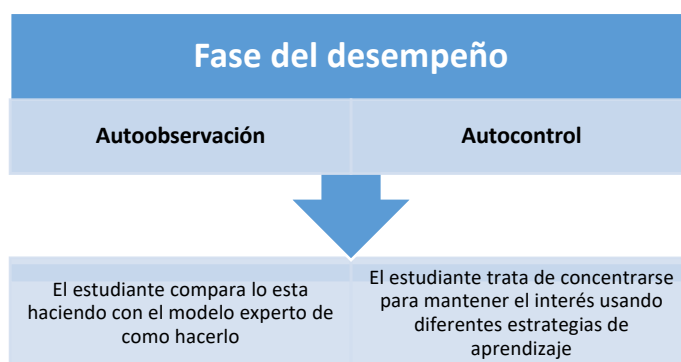 Fase del desempeño
Autoobservación
Autocontrol
El estudiante compara lo esta
haciendo con el modelo experto de
como hacerlo
El estudiante trata de concentrarse
para mantener el interés usando
diferentes estrategias de
aprendizaje